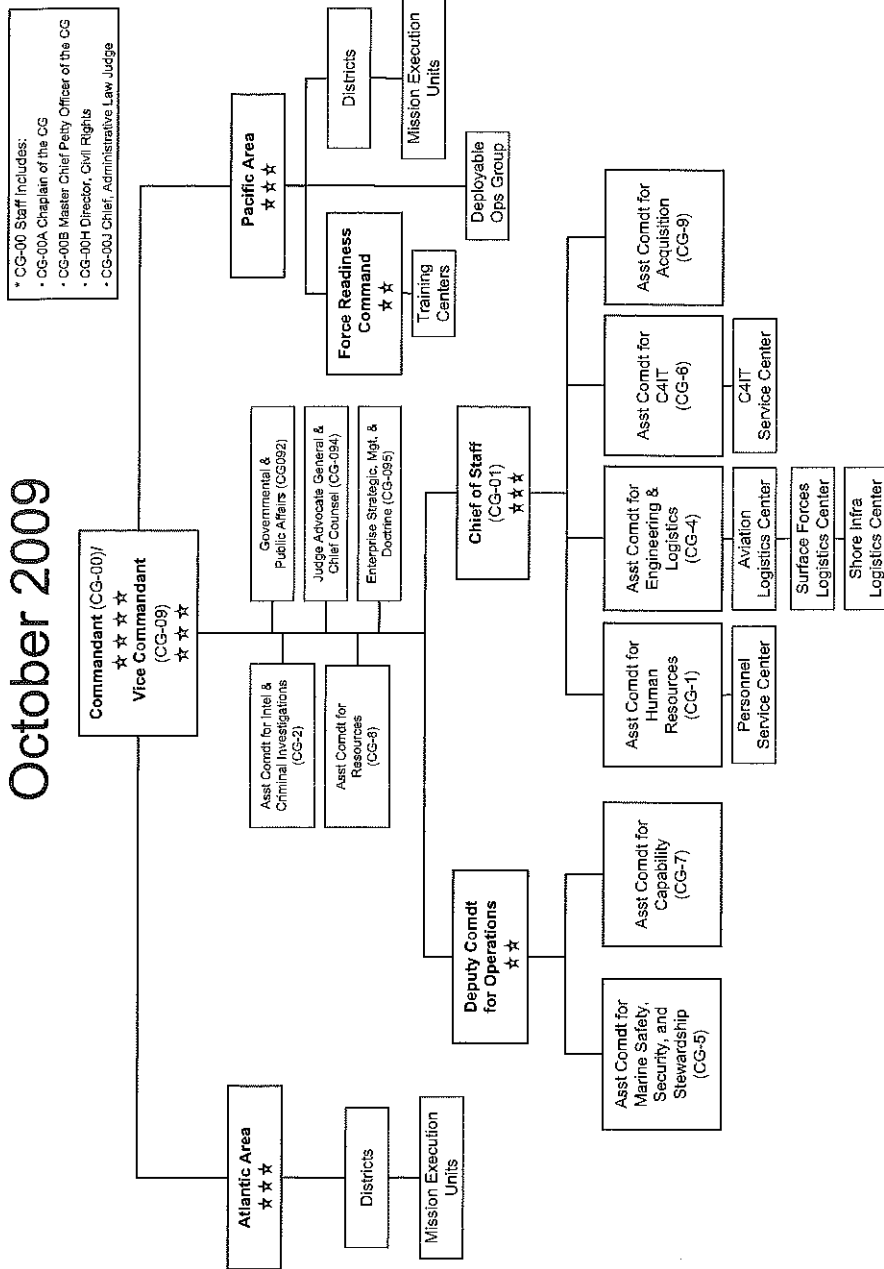 October 2009
* CG-00 Staff Includes:
• CG-00A Chaplain of the CG
• CG-00B Master Chief Petty Officer of the CG
• CG-00H Director, Civil Rights
• CG-00J Chief, Administrative Law Judge
Commandant (CG-00)/
Vice Commandant
(CG-09)
Atlantic Area
Districts
Mission Execution
Units
Pacific Area
Force Readiness
Command
Training
Centers
Deployable
Ops Group
Districts
Mission Execution
Units
Asst Comdt for Intel &
Criminal Investigations
(CG-2)
Asst Comdt for
Resources
(CG-8)
Governmental &
Public Affairs (CG092)
Judge Advocate General &
Chief Counsel (CG-094)
Enterprise Strategic, Mgt, &
Doctrine (CG-095)
Deputy Comdt
for Operations
Asst Comdt for
Marine Safety,
Security, and
Stewardship
(CG-5)
Asst Comdt for
Capability
(CG-7)
Chief of Staff
(CG-01)
Asst Comdt for
Human
Resources
(CG-1)
Personnel
Service Center
Asst Comdt for
Engineering &
Logistics
(CG-4)
Aviation
Logistics Center
Surface Forces
Logistics Center
Shore Infra
Logistics Center
Asst Comdt for
C4IT
(CG-6)
C4IT
Service Center
Asst Comdt for
Acquisition
(CG-9)